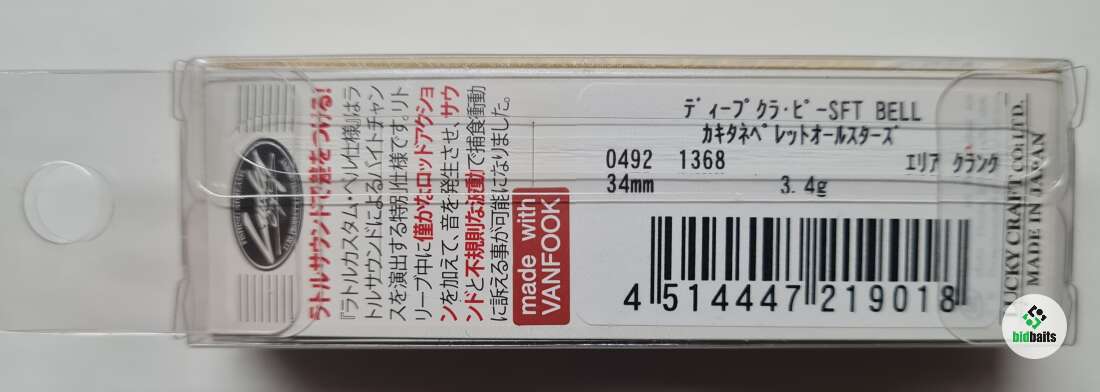 ディープクラ・ピーSFT BELL
カキタネペレットオールスターズ
0492 1368 エリア クランク
34mm 3.4g
4 514447 219018
ラトルサウンドで差をつける!
『ラトルカスタム・ベル仕様』はラ
トルサウンドによるバイトチャン
スを演出する特別仕様です。リト
リーブ中に僅かなロッドアクショ
ンを加えて、音を発生させ、サウ
ンドと不規則な波動で捕食衝動
に訴える事が可能になりました。
made with
VANFOOK
LUCKY CRAFT CO.LTD.
MADE IN JAPAN
bidbaits